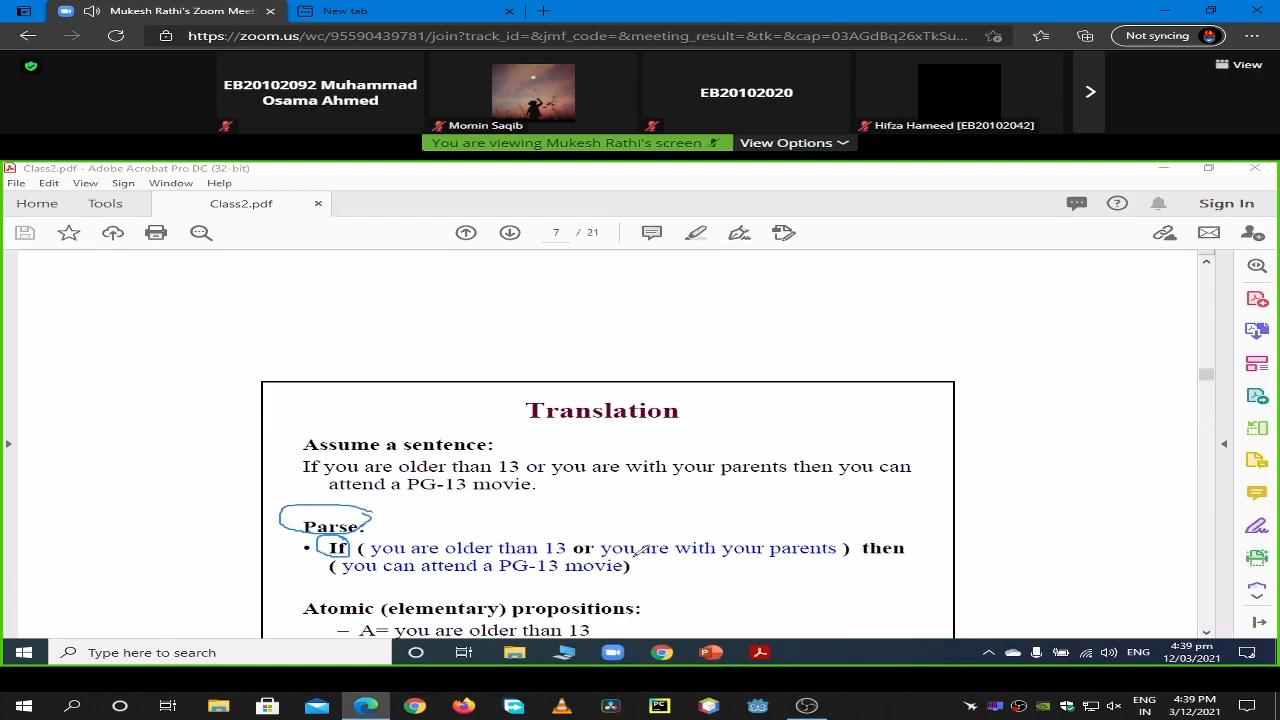 Mukesh Rathi's Zoom Meet
New tab
https://zoom.us/wc/95590439781/join?track_id=&jmf_code=&meeting_result=&tk=&cap=03AGdBq26xTkSu...
Not syncing
EB20102092 Muhammad
Osama Ahmed
Momin Saqib
EB20102020
Hifza Hameed [EB20102042]
View
You are viewing Mukesh Rathi's screen
View Options
Class2.pdf - Adobe Acrobat Pro DC (32-bit)
File Edit View Sign Window Help
Home Tools Class2.pdf Sign In
7 / 21
Translation
Assume a sentence:
If you are older than 13 or you are with your parents then you can
attend a PG-13 movie.
Parse:
• If ( you are older than 13 or you are with your parents ) then
( you can attend a PG-13 movie)
Atomic (elementary) propositions:
– A= you are older than 13
Type here to search
ENG
4:39 pm
12/03/2021
ENG
IN
4:39 PM
3/12/2021